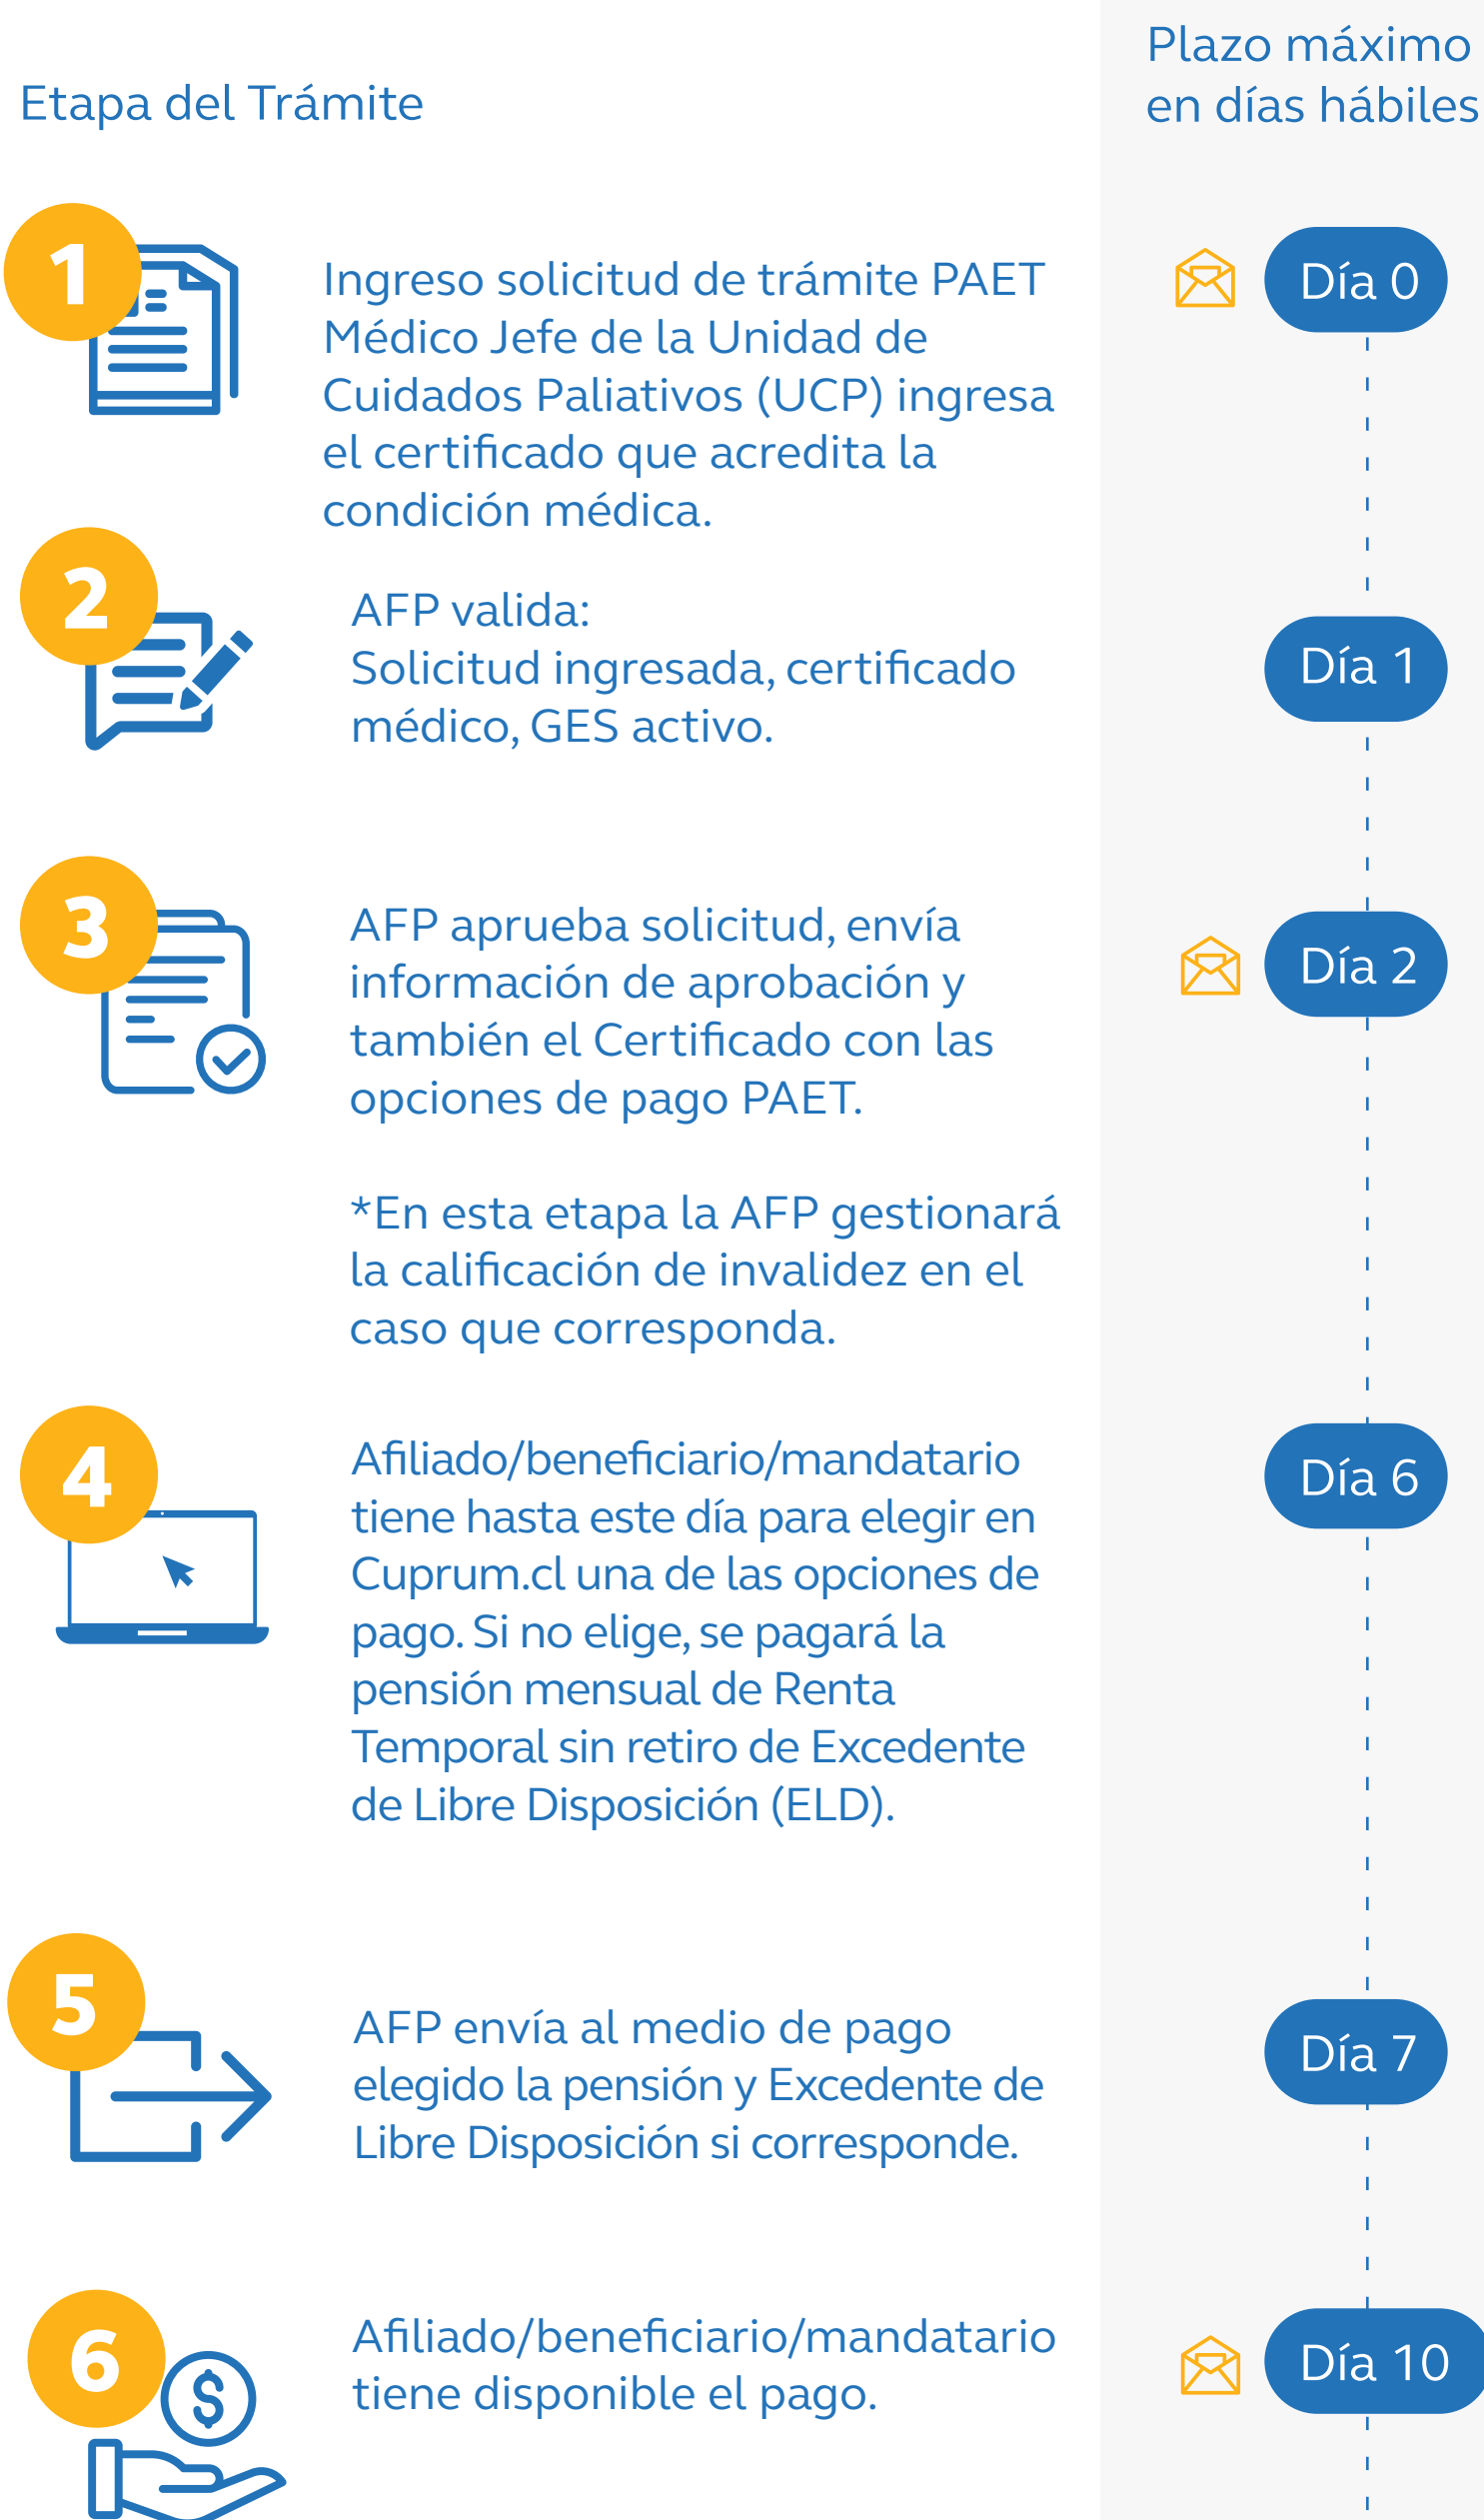 Etapa del Trámite
Plazo máximo
en días hábiles
1
Ingreso solicitud de trámite PAET
Médico Jefe de la Unidad de
Cuidados Paliativos (UCP) ingresa
el certificado que acredita la
condición médica.
Día 0
2
AFP valida:
Solicitud ingresada, certificado
médico, GES activo.
Día 1
3
AFP aprueba solicitud, envía
información de aprobación y
también el Certificado con las
opciones de pago PAET.
*En esta etapa la AFP gestionará
la calificación de invalidez en el
caso que corresponda.
Día 2
4
Afiliado/beneficiario/mandatario
tiene hasta este día para elegir en
Cuprum.cl una de las opciones de
pago. Si no elige, se pagará la
pensión mensual de Renta
Temporal sin retiro de Excedente
de Libre Disposición (ELD).
Día 6
5
AFP envía al medio de pago
elegido la pensión y Excedente de
Libre Disposición si corresponde.
Día 7
6
$
Afiliado/beneficiario/mandatario
tiene disponible el pago.
Día 10